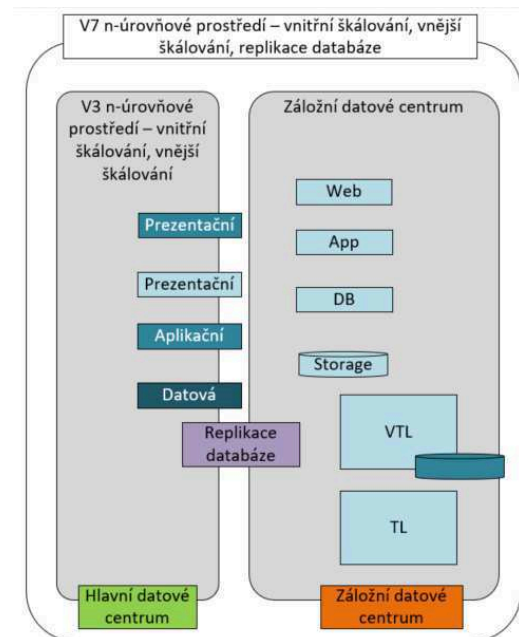 V7 n-úrovňové prostředí – vnitřní škálování, vnější
škálování, replikace databáze
V3 n-úrovňové
prostředí – vnitřní
škálování, vnější
škálování
Prezentační
Prezentační
Aplikační
Datová
Replikace
databáze
Hlavní datové
centrum
Záložní datové centrum
Web
App
DB
Storage
VTL
TL
Záložní datové
centrum